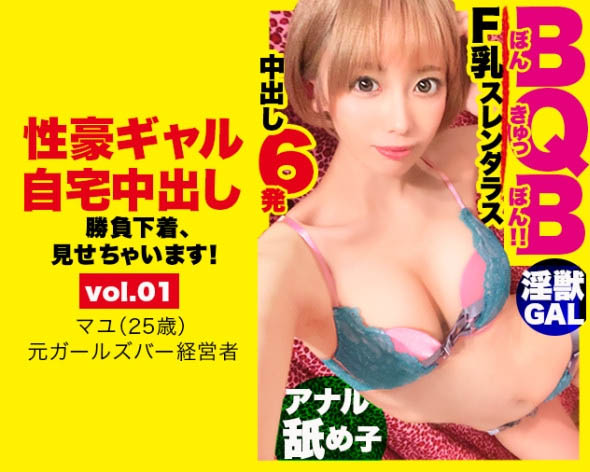 性豪ギャル
自宅中出し
勝負下着、
見せちゃいます！
vol.01
マユ（25歳）
元ガールズバー経営者
BQB
ぼん きゅっ ぼん!!
F乳スレンダラス
中出し6発
淫獣
GAL
アナル
舐め子